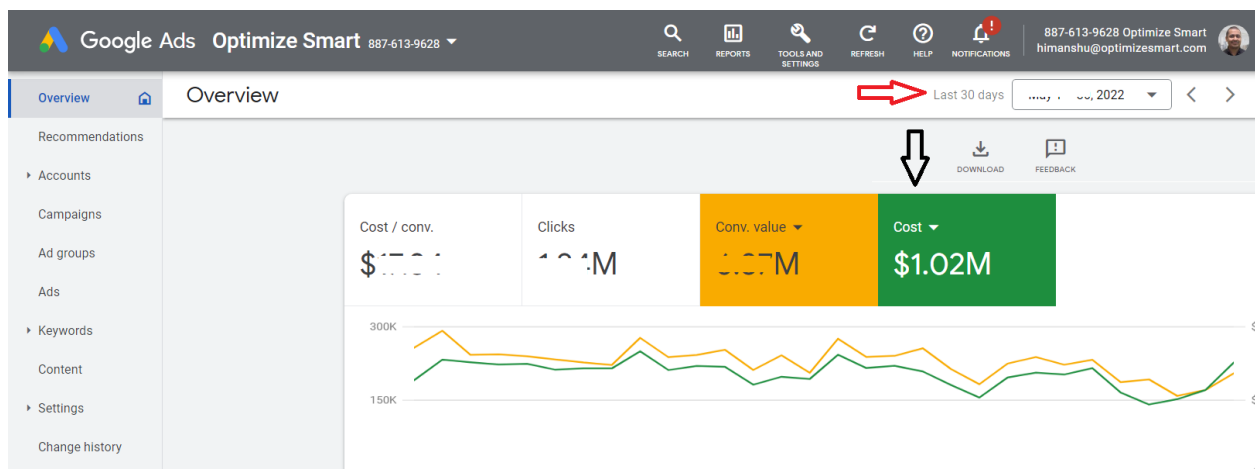 Google Ads Optimize Smart 887-613-9628
SEARCH
REPORTS
TOOLS AND
SETTINGS
REFRESH
HELP
NOTIFICATIONS
!
887-613-9628 Optimize Smart
himanshu@optimizesmart.com
Overview
Recommendations
Accounts
Campaigns
Ad groups
Ads
Keywords
Content
Settings
Change history
Overview
Last 30 days
2022
DOWNLOAD
FEEDBACK
Cost / conv.
$
Clicks
M
Conv. value
M
Cost
$1.02M
300K
$
150K
$